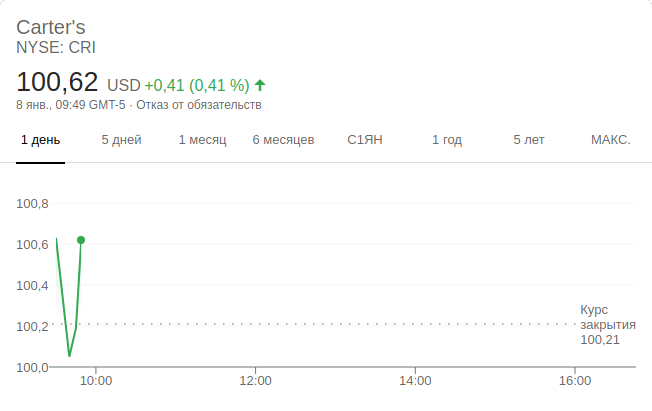 Carter's
NYSE: CRI
100,62 USD +0,41 (0,41 %)
8 янв., 09:49 GMT-5 · Отказ от обязательств
1 день 5 дней 1 месяц 6 месяцев С1ЯН 1 год 5 лет МАКС.
100,8
100,6
100,4
100,2
100,0
Курс
закрытия
100,21
10:00 12:00 14:00 16:00